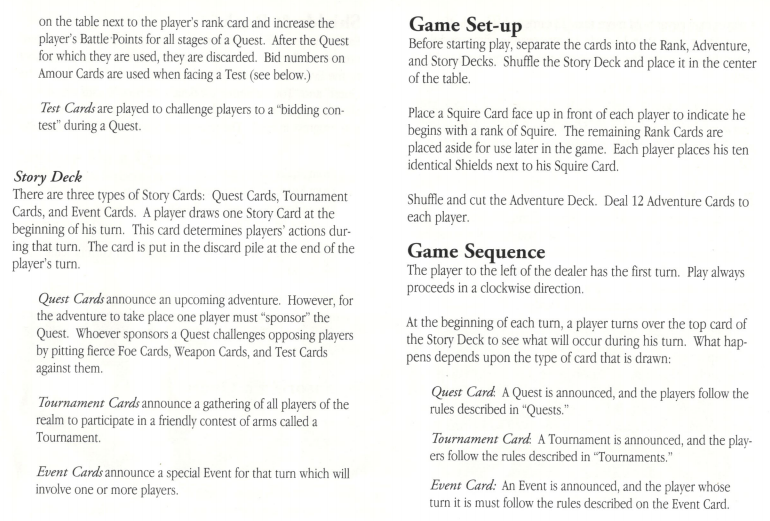 on the table next to the player's rank card and increase the
player's Battle Points for all stages of a Quest. After the Quest
for which they are used, they are discarded. Bid numbers on
Amour Cards are used when facing a Test (see below.)
Test Cards are played to challenge players to a "bidding con-
test" during a Quest.
Story Deck
There are three types of Story Cards: Quest Cards, Tournament
Cards, and Event Cards. A player draws one Story Card at the
beginning of his turn. This card determines players' actions dur-
ing that turn. The card is put in the discard pile at the end of the
player's turn.
Quest Cards announce an upcoming adventure. However, for
the adventure to take place one player must "sponsor" the
Quest. Whoever sponsors a Quest challenges opposing players
by pitting fierce Foe Cards, Weapon Cards, and Test Cards
against them.
Tournament Cards announce a gathering of all players of the
realm to participate in a friendly contest of arms called a
Tournament.
Event Cards announce a special Event for that turn which will
involve one or more players.
Game Set-up
Before starting play, separate the cards into the Rank, Adventure,
and Story Decks. Shuffle the Story Deck and place it in the center
of the table.
Place a Squire Card face up in front of each player to indicate he
begins with a rank of Squire. The remaining Rank Cards are
placed aside for use later in the game. Each player places his ten
identical Shields next to his Squire Card.
Shuffle and cut the Adventure Deck. Deal 12 Adventure Cards to
each player.
Game Sequence
The player to the left of the dealer has the first turn. Play always
proceeds in a clockwise direction.
At the beginning of each turn, a player turns over the top card of
the Story Deck to see what will occur during his turn. What hap-
pens depends upon the type of card that is drawn:
Quest Card: A Quest is announced, and the players follow the
rules described in "Quests."
Tournament Card: A Tournament is announced, and the play-
ers follow the rules described in "Tournaments."
Event Card: An Event is announced, and the player whose
turn it is must follow the rules described on the Event Card.